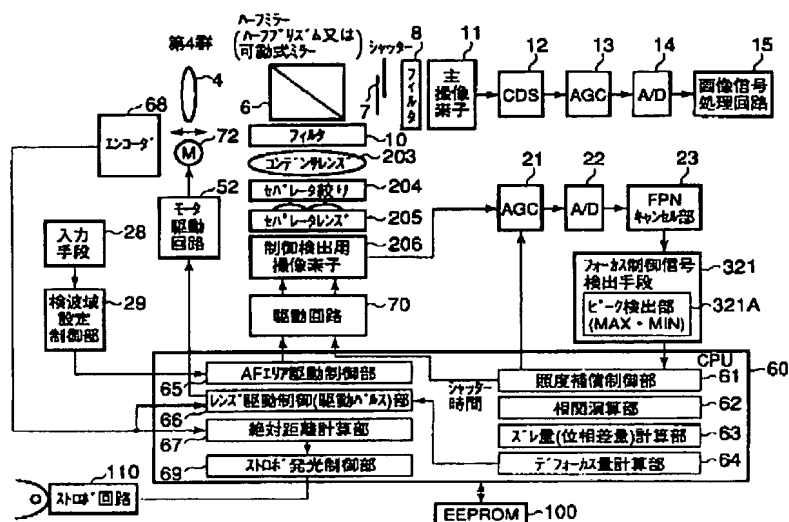 ハーフミラー
(ハーフプリズム又は
可動式ミラー)
シャッター
第4群
4
6
7
8
フィルタ
11
主撮像素子
12
CDS
13
AGC
14
A/D
15
画像信号
処理回路
68
エンコーダ
72
M
10
フィルタ
203
コンデンサレンズ
204
セパレータ絞り
205
セパレータレンズ
206
制御検出用
撮像素子
52
モータ
駆動
回路
28
入力
手段
29
検波域
設定
制御部
70
駆動回路
21
AGC
22
A/D
23
FPN
キャンセル部
321
フォーカス制御信号
検出手段
321A
ピーク検出部
(MAX・MIN)
CPU
60
65
AFエリア駆動制御部
66
レンズ駆動制御(駆動パルス)部
67
絶対距離計算部
69
ストロボ発光制御部
シャッター
時間
照度補償制御部
61
相関演算部
62
ズレ量(位相差量)計算部
63
デフォーカス量計算部
64
110
ストロボ回路
EEPROM
100